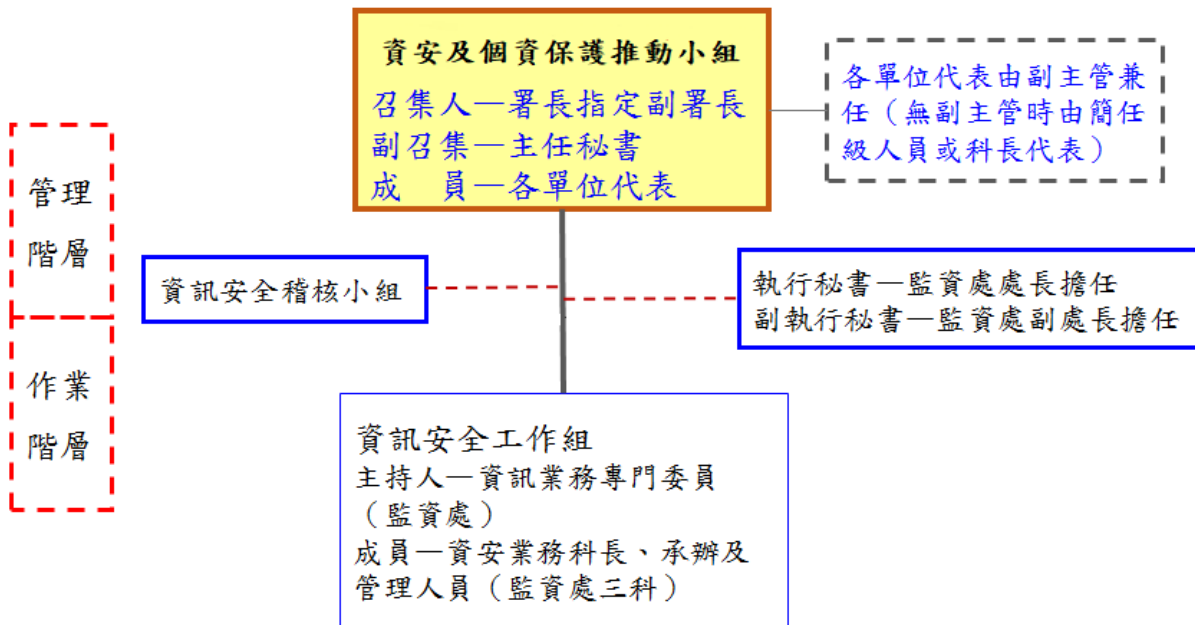 資安及個資保護推動小組
召集人—署長指定副署長
副召集—主任秘書
成　員—各單位代表
各單位代表由副主管兼
任（無副主管時由簡任
級人員或科長代表）
管理
階層
資訊安全稽核小組
執行秘書—監資處處長擔任
副執行秘書—監資處副處長擔任
作業
階層
資訊安全工作組
主持人—資訊業務專門委員
（監資處）
成員—資安業務科長、承辦及
管理人員（監資處三科）